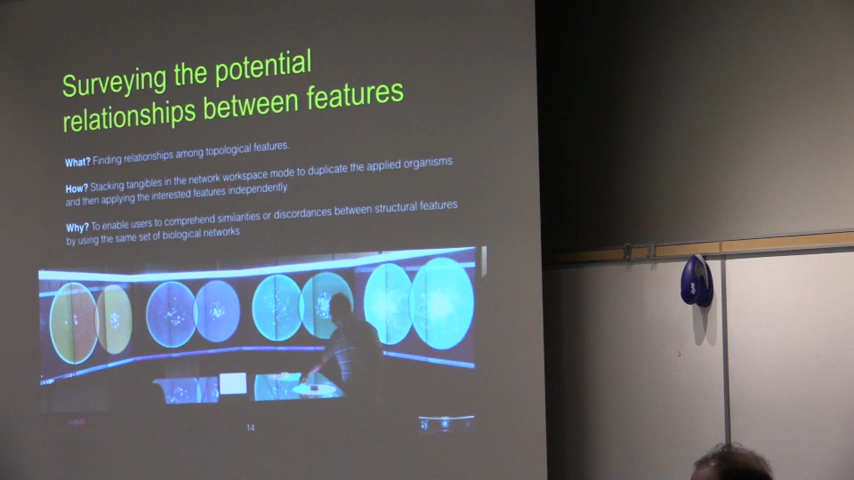 Surveying the potential
relationships between features
What? Finding relationships among topological features.
How? Stacking tangibles in the network workspace mode to duplicate the applied organisms
and then applying the interested features independently
Why? To enable users to comprehend similarities or discordances between structural features
by using the same set of biological networks
14